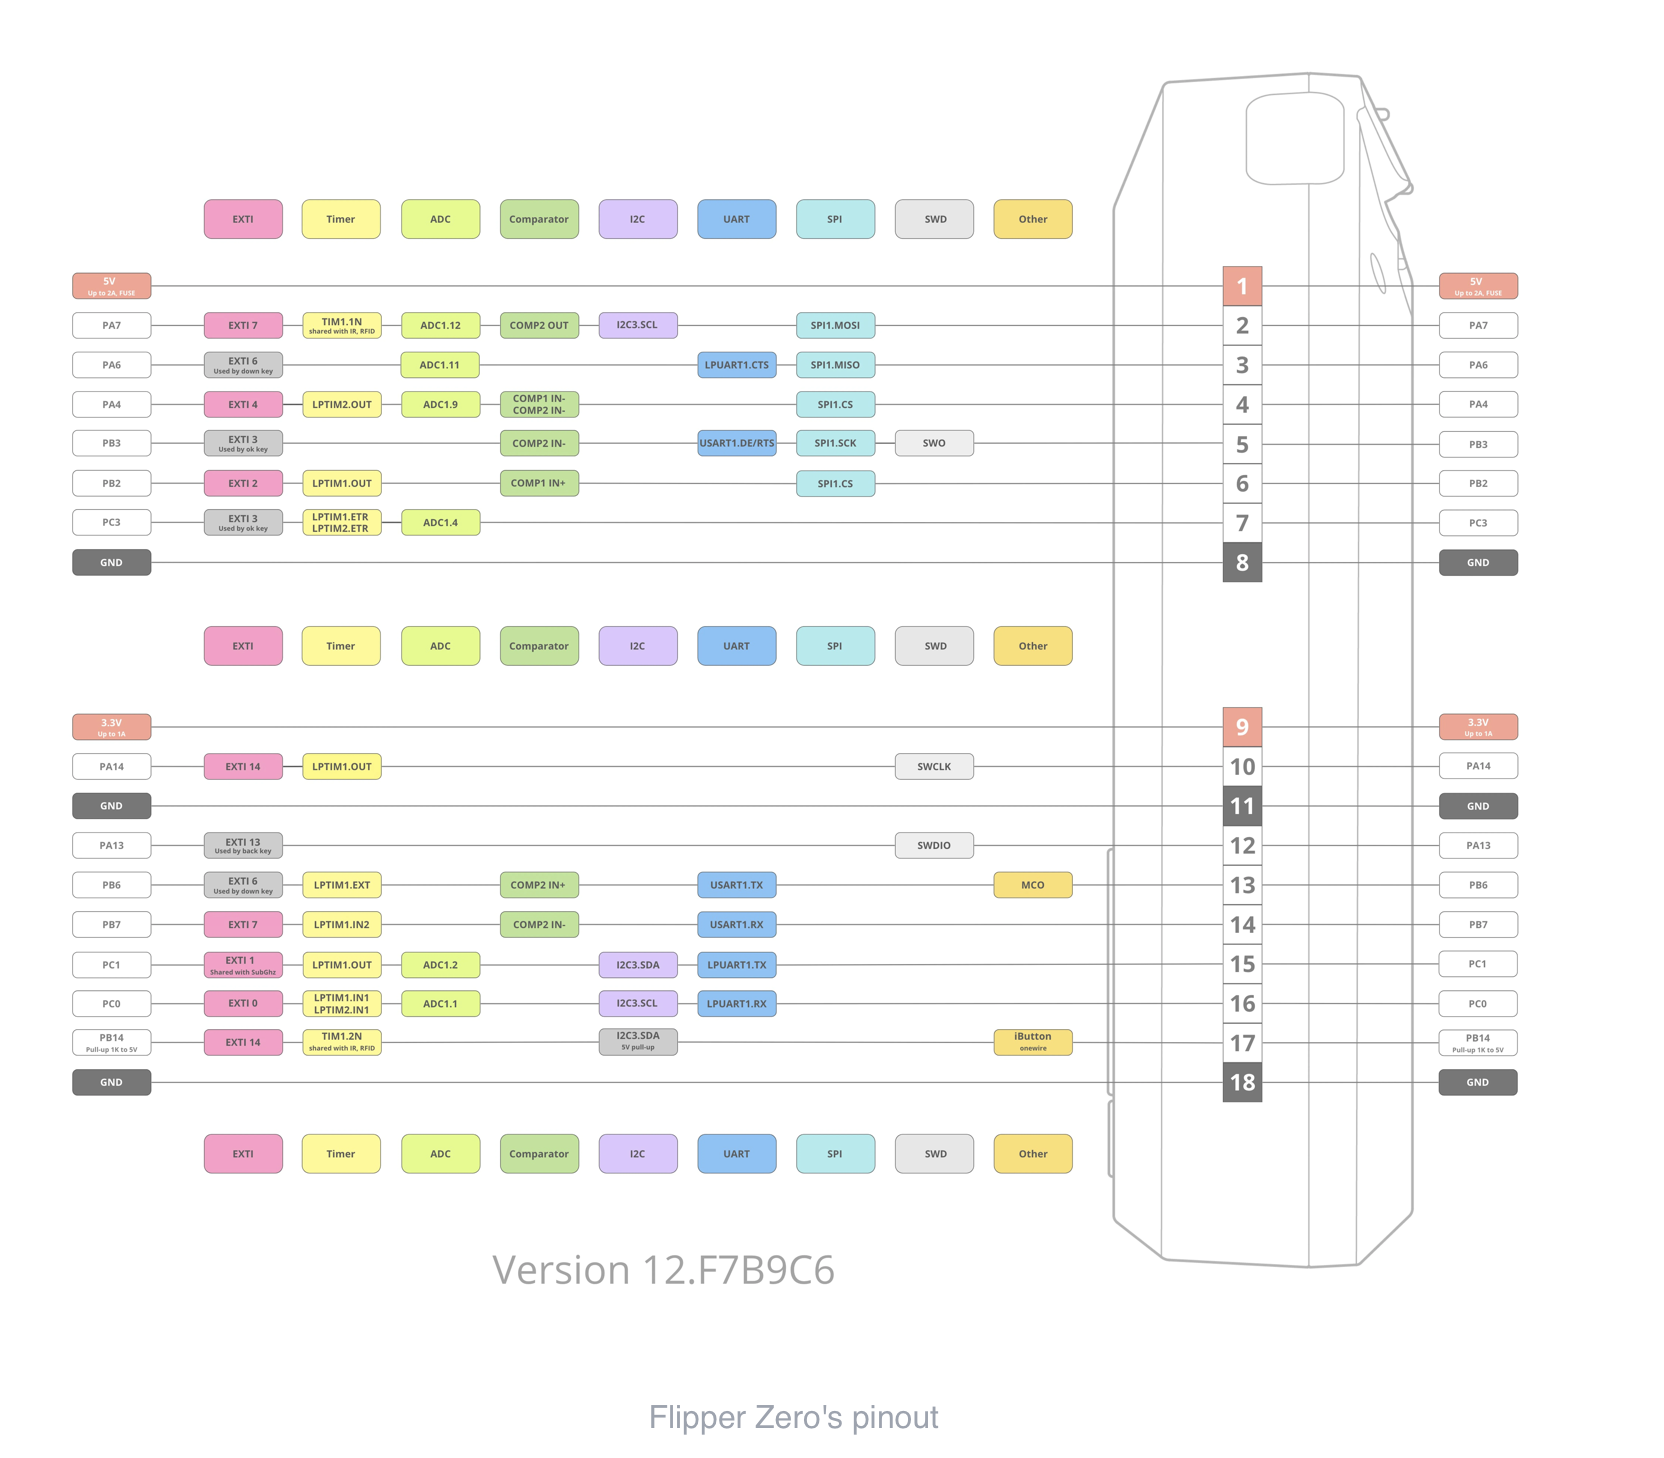 EXTI Timer ADC Comparator I2C UART SPI SWD Other
5V 1 5V
Up to 2A, FUSE Up to 2A, FUSE
PA7 EXTI 7 TIM1.1N ADC1.12 COMP2 OUT I2C3.SCL SPI1.MOSI 2 PA7
shared with IR, RFID
PA6 EXTI 6 ADC1.11 LPUART1.CTS SPI1.MISO 3 PA6
Used by down key
PA4 EXTI 4 LPTIM2.OUT ADC1.9 COMP1 IN- SPI1.CS 4 PA4
COMP2 IN-
PB3 EXTI 3 COMP2 IN- USART1.DE/RTS SPI1.SCK SWO 5 PB3
Used by ok key
PB2 EXTI 2 LPTIM1.OUT COMP1 IN+ SPI1.CS 6 PB2
PC3 EXTI 3 LPTIM1.ETR ADC1.4 7 PC3
Used by ok key LPTIM2.ETR
GND 8 GND
EXTI Timer ADC Comparator I2C UART SPI SWD Other
3.3V 9 3.3V
Up to 1A Up to 1A
PA14 EXTI 14 LPTIM1.OUT SWCLK 10 PA14
GND 11 GND
PA13 EXTI 13 SWDIO 12 PA13
Used by back key
PB6 EXTI 6 LPTIM1.EXT COMP2 IN+ USART1.TX MCO 13 PB6
Used by down key
PB7 EXTI 7 LPTIM1.IN2 COMP2 IN- USART1.RX 14 PB7
PC1 EXTI 1 LPTIM1.OUT ADC1.2 I2C3.SDA LPUART1.TX 15 PC1
Shared with SubGhz
PC0 EXTI 0 LPTIM1.IN1 ADC1.1 I2C3.SCL LPUART1.RX 16 PC0
LPTIM2.IN1
PB14 EXTI 14 TIM1.2N I2C3.SDA iButton 17 PB14
Pull-up 1K to 5V shared with IR, RFID 5V pull-up onewire Pull-up 1K to 5V
GND 18 GND
EXTI Timer ADC Comparator I2C UART SPI SWD Other
Version 12.F7B9C6
Flipper Zero's pinout